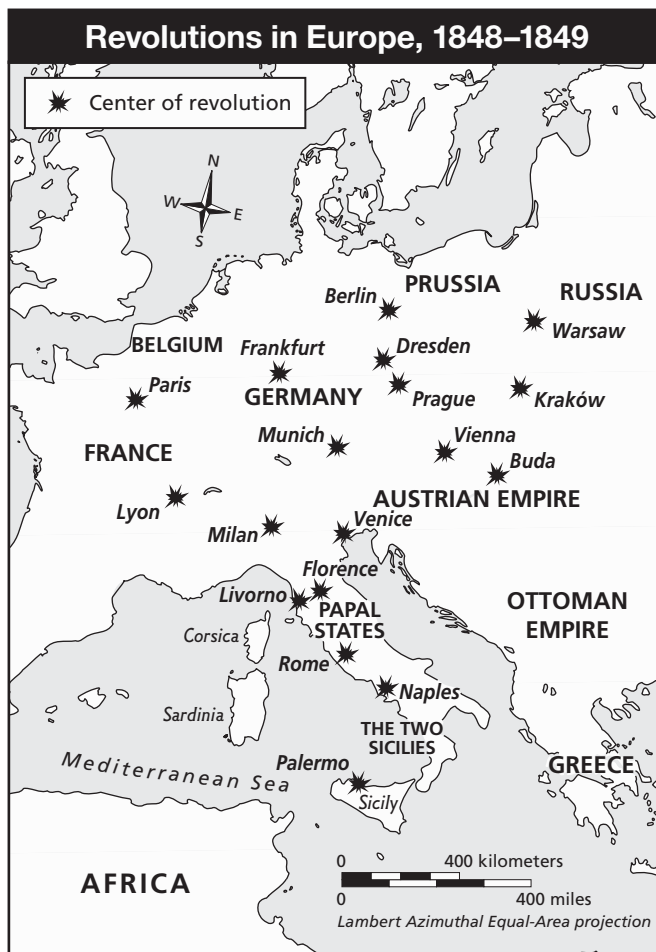 Revolutions in Europe, 1848–1849
Center of revolution
N
W
E
S
PRUSSIA
Berlin
RUSSIA
Warsaw
BELGIUM
Frankfurt
Dresden
Paris
GERMANY
Prague
Kraków
Munich
Vienna
FRANCE
Buda
Lyon
AUSTRIAN EMPIRE
Milan
Venice
Florence
Livorno
PAPAL
STATES
OTTOMAN
EMPIRE
Corsica
Rome
Naples
Sardinia
THE TWO
SICILIES
Mediterranean Sea
Palermo
GREECE
Sicily
AFRICA
0 400 kilometers
0 400 miles
Lambert Azimuthal Equal-Area projection